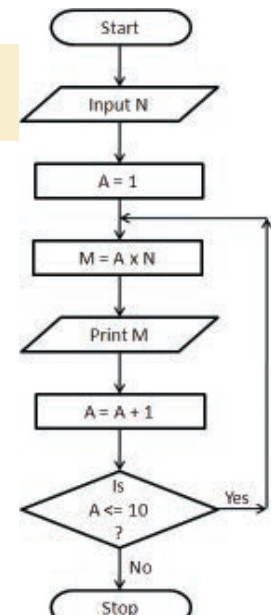 Start
Input N
A = 1
M = A x N
Print M
A = A + 1
Is
A <= 10
?
Yes
No
Stop